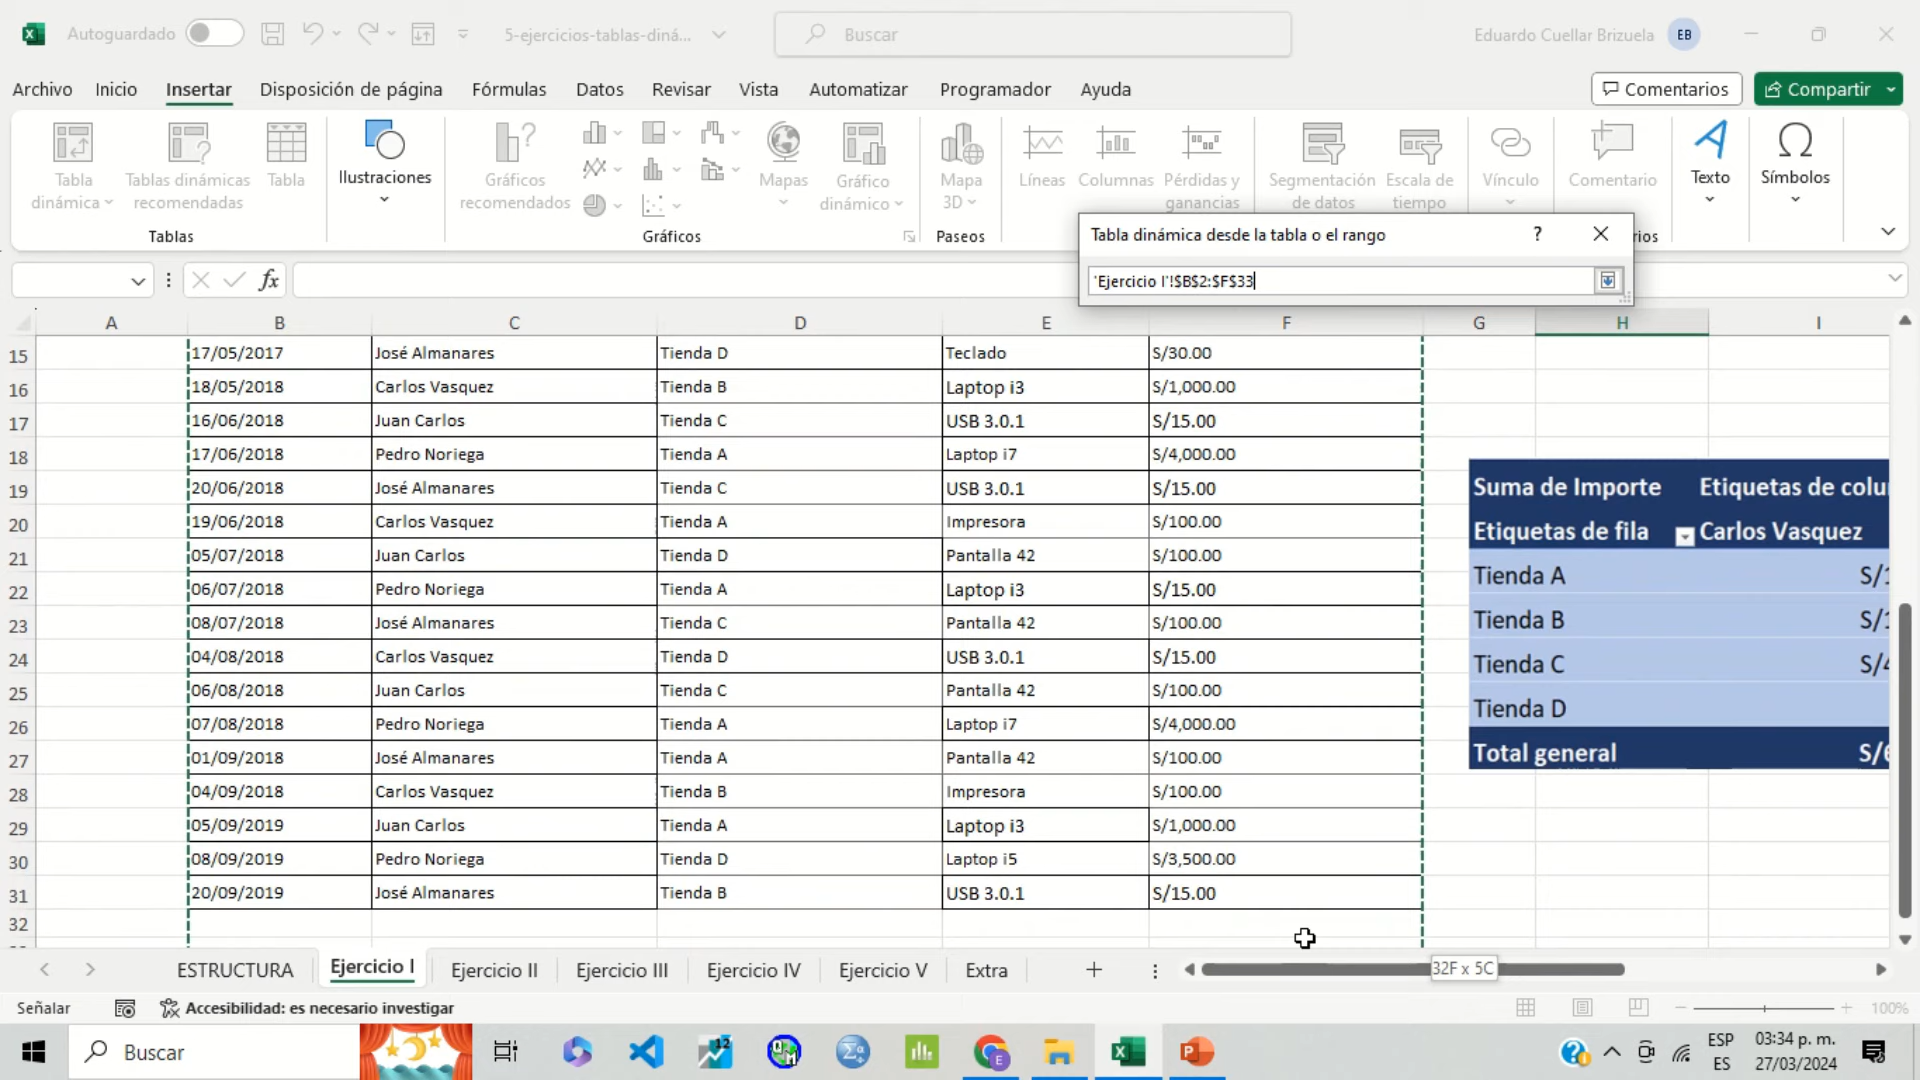 Autoguardado
5-ejercicios-tablas-diná...
Buscar
Eduardo Cuellar Brizuela
EB
Archivo
Inicio
Insertar
Disposición de página
Fórmulas
Datos
Revisar
Vista
Automatizar
Programador
Ayuda
Comentarios
Compartir
Tabla dinámica
Tablas dinámicas recomendadas
Tabla
Ilustraciones
Gráficos recomendados
Mapas
Gráfico dinámico
Mapa 3D
Líneas
Columnas
Pérdidas y ganancias
Segmentación de datos
Escala de tiempo
Vínculo
Comentario
Texto
Símbolos
Tablas
Gráficos
Paseos
rios
Tabla dinámica desde la tabla o el rango
?
'Ejercicio I'!$B$2:$F$33
fx
A B C D E F G H I
15 17/05/2017 José Almanares Tienda D Teclado S/30.00
16 18/05/2018 Carlos Vasquez Tienda B Laptop i3 S/1,000.00
17 16/06/2018 Juan Carlos Tienda C USB 3.0.1 S/15.00
18 17/06/2018 Pedro Noriega Tienda A Laptop i7 S/4,000.00
19 20/06/2018 José Almanares Tienda C USB 3.0.1 S/15.00
20 19/06/2018 Carlos Vasquez Tienda A Impresora S/100.00
21 05/07/2018 Juan Carlos Tienda D Pantalla 42 S/100.00
22 06/07/2018 Pedro Noriega Tienda A Laptop i3 S/15.00
23 08/07/2018 José Almanares Tienda C Pantalla 42 S/100.00
24 04/08/2018 Carlos Vasquez Tienda D USB 3.0.1 S/15.00
25 06/08/2018 Juan Carlos Tienda C Pantalla 42 S/100.00
26 07/08/2018 Pedro Noriega Tienda A Laptop i7 S/4,000.00
27 01/09/2018 José Almanares Tienda A Pantalla 42 S/100.00
28 04/09/2018 Carlos Vasquez Tienda B Impresora S/100.00
29 05/09/2019 Juan Carlos Tienda A Laptop i3 S/1,000.00
30 08/09/2019 Pedro Noriega Tienda D Laptop i5 S/3,500.00
31 20/09/2019 José Almanares Tienda B USB 3.0.1 S/15.00
32
Suma de Importe Etiquetas de colu
Etiquetas de fila Carlos Vasquez
Tienda A S/1
Tienda B S/1
Tienda C S/4
Tienda D
Total general S/6
ESTRUCTURA
Ejercicio I
Ejercicio II
Ejercicio III
Ejercicio IV
Ejercicio V
Extra
32F x 5C
Señalar
Accesibilidad: es necesario investigar
100%
Buscar
12
ESP
ES
03:34 p. m.
27/03/2024